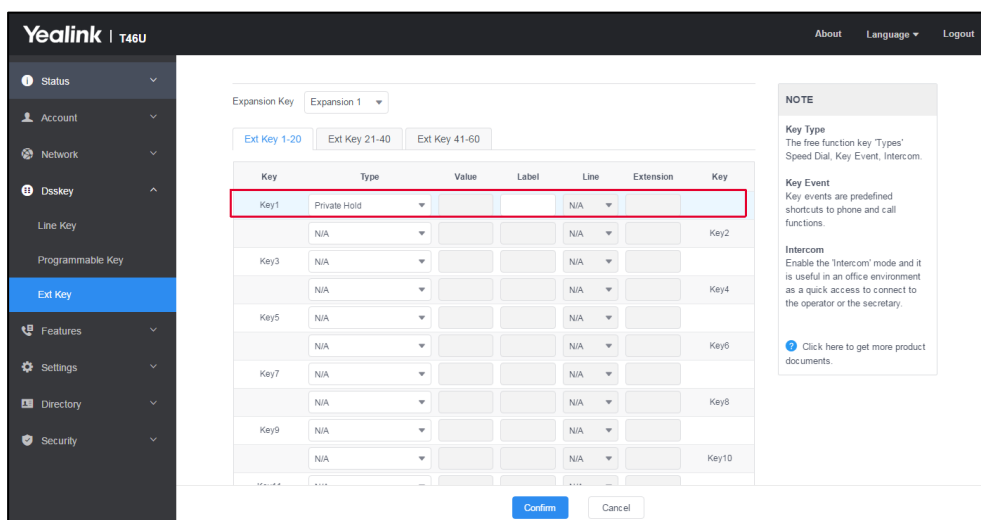 Yealink | T46U
About Language Logout
Status
Account
Network
Dsskey
Line Key
Programmable Key
Ext Key
Features
Settings
Directory
Security
Expansion Key Expansion 1
Ext Key 1-20 Ext Key 21-40 Ext Key 41-60
Key Type Value Label Line Extension Key
Key1 Private Hold N/A
N/A N/A Key2
Key3 N/A N/A
N/A N/A Key4
Key5 N/A N/A
N/A N/A Key6
Key7 N/A N/A
N/A N/A Key8
Key9 N/A N/A
N/A N/A Key10
Confirm Cancel
NOTE
Key Type
The free function key 'Types'
Speed Dial, Key Event, Intercom.
Key Event
Key events are predefined
shortcuts to phone and call
functions.
Intercom
Enable the 'Intercom' mode and it
is useful in an office environment
as a quick access to connect to
the operator or the secretary.
Click here to get more product
documents.